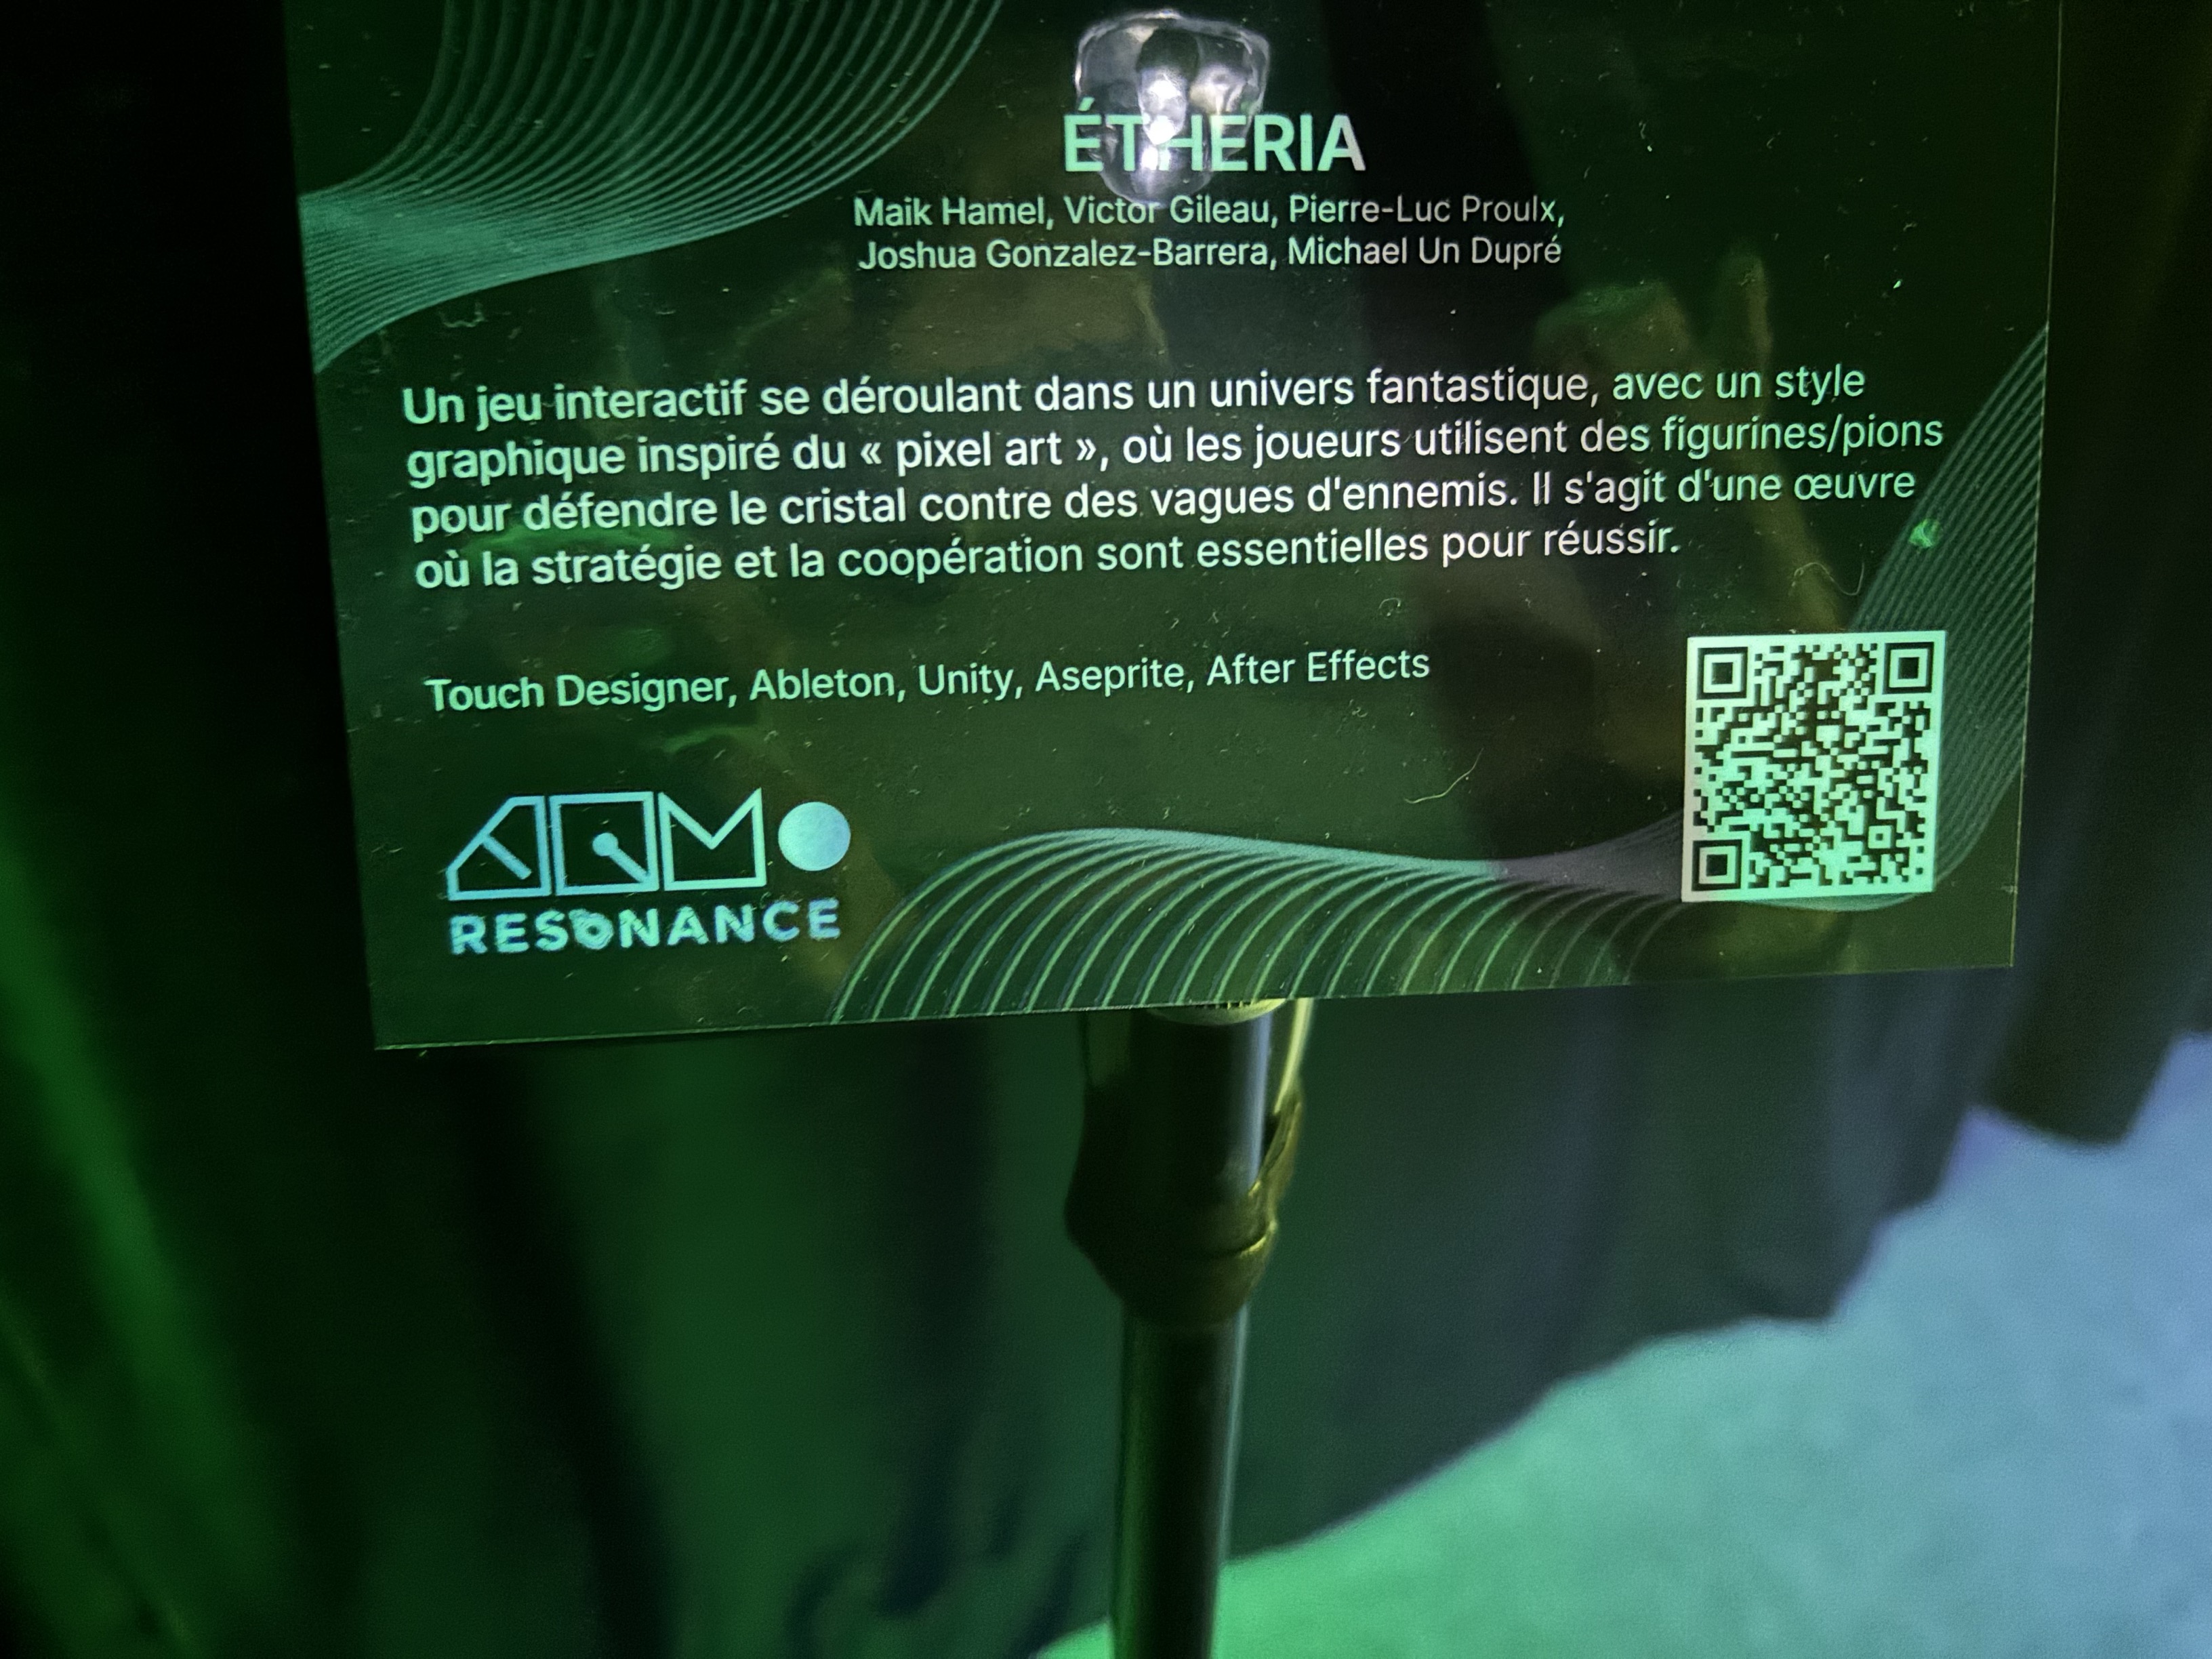 ÉTHERIA
Maik Hamel, Victor Gileau, Pierre-Luc Proulx,
Joshua Gonzalez-Barrera, Michael Un Dupré
Un jeu interactif se déroulant dans un univers fantastique, avec un style
graphique inspiré du « pixel art », où les joueurs utilisent des figurines/pions
pour défendre le cristal contre des vagues d'ennemis. Il s'agit d'une œuvre
où la stratégie et la coopération sont essentielles pour réussir.
Touch Designer, Ableton, Unity, Aseprite, After Effects
RESONANCE